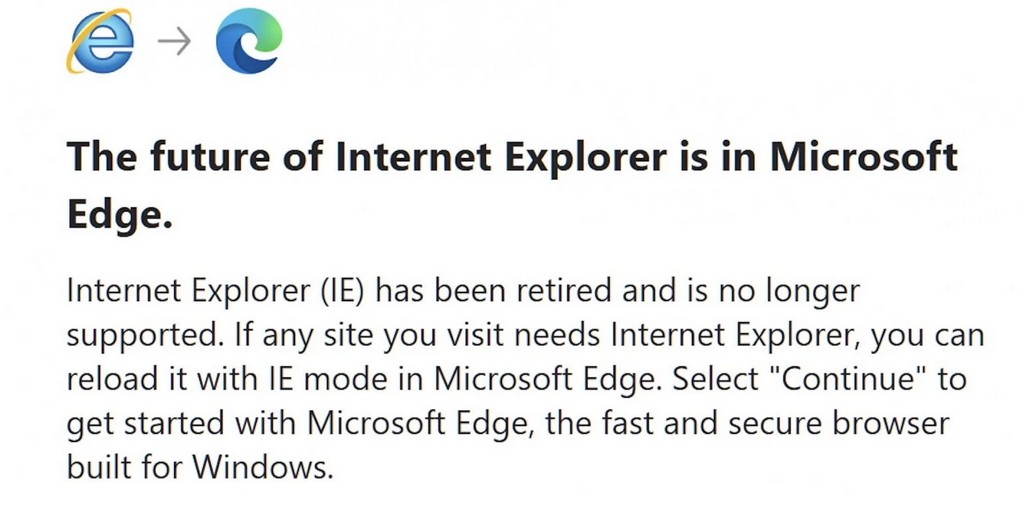 The future of Internet Explorer is in Microsoft
Edge.
Internet Explorer (IE) has been retired and is no longer
supported. If any site you visit needs Internet Explorer, you can
reload it with IE mode in Microsoft Edge. Select "Continue" to
get started with Microsoft Edge, the fast and secure browser
built for Windows.